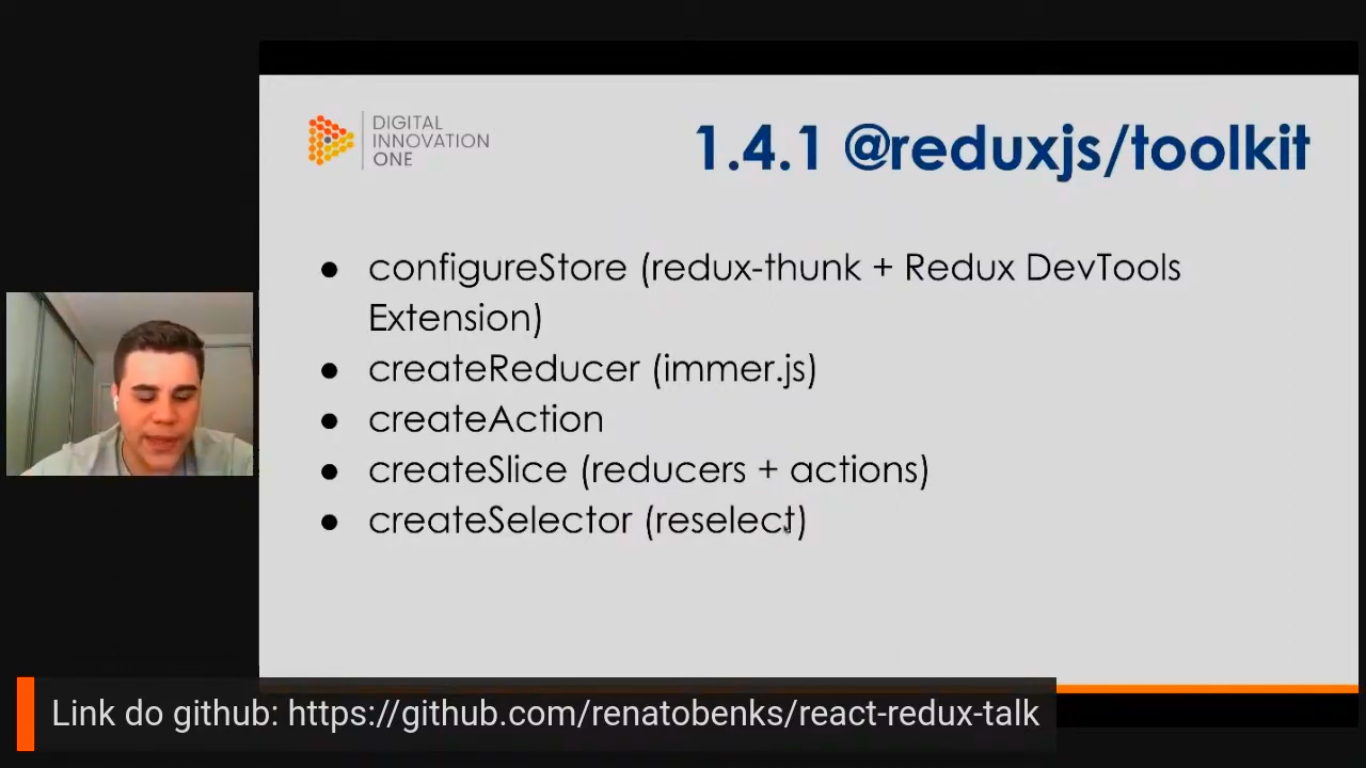 DIGITAL
INNOVATION
ONE
1.4.1 @reduxjs/toolkit
● configureStore (redux-thunk + Redux DevTools
Extension)
● createReducer (immer.js)
● createAction
● createSlice (reducers + actions)
● createSelector (reselect)
Link do github: https://github.com/renatobenks/react-redux-talk